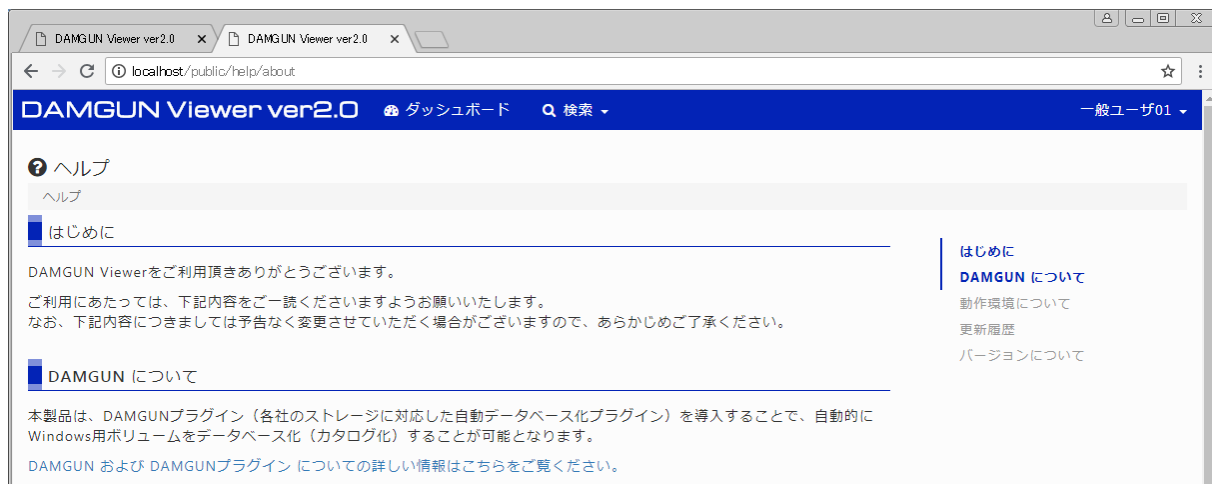 DAMGUN Viewer ver2.0
DAMGUN Viewer ver2.0
localhost/public/help/about
DAMGUN Viewer ver2.0 ダッシュボード 検索 一般ユーザ01
ヘルプ
ヘルプ
はじめに
DAMGUN Viewerをご利用頂きありがとうございます。
ご利用にあたっては、下記内容をご一読くださいますようお願いいたします。
なお、下記内容につきましては予告なく変更させていただく場合がございますので、あらかじめご了承ください。
DAMGUN について
本製品は、DAMGUNプラグイン（各社のストレージに対応した自動データベース化プラグイン）を導入することで、自動的に
Windows用ボリュームをデータベース化（カタログ化）することが可能となります。
DAMGUN および DAMGUNプラグイン についての詳しい情報はこちらをご覧ください。
はじめに
DAMGUN について
動作環境について
更新履歴
バージョンについて